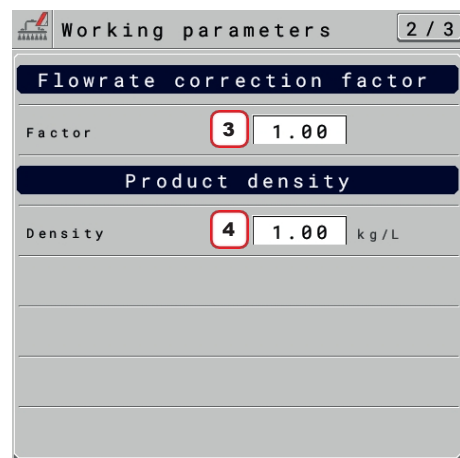 Working parameters 2/3
Flowrate correction factor
Factor 3 1.00
Product density
Density 4 1.00 kg/L